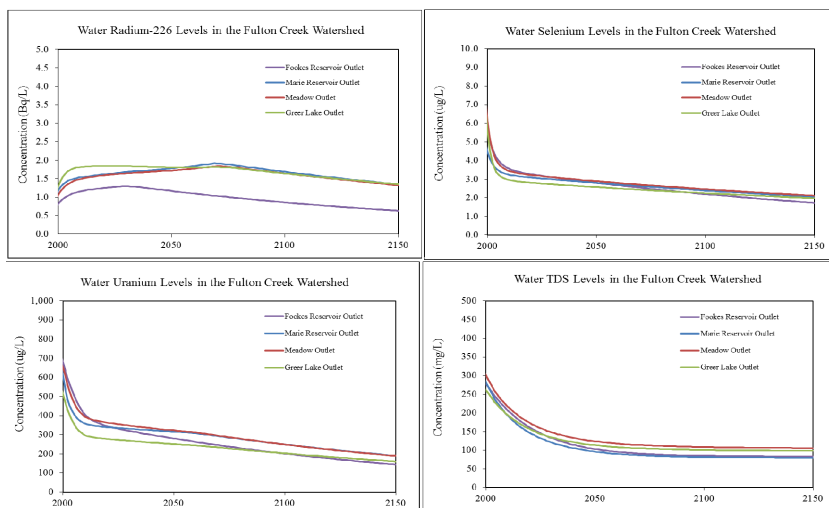 Water Radium-226 Levels in the Fulton Creek Watershed
Concentration (Bq/L)
5.0
4.5
4.0
3.5
3.0
2.5
2.0
1.5
1.0
0.5
0.0
2000
2050
2100
2150
Fookes Reservoir Outlet
Marie Reservoir Outlet
Meadow Outlet
Greer Lake Outlet
Water Selenium Levels in the Fulton Creek Watershed
Concentration (ug/L)
10.0
9.0
8.0
7.0
6.0
5.0
4.0
3.0
2.0
1.0
0.0
2000
2050
2100
2150
Fookes Reservoir Outlet
Marie Reservoir Outlet
Meadow Outlet
Greer Lake Outlet
Water Uranium Levels in the Fulton Creek Watershed
Concentration (ug/L)
1,000
900
800
700
600
500
400
300
200
100
0
2000
2050
2100
2150
Fookes Reservoir Outlet
Marie Reservoir Outlet
Meadow Outlet
Greer Lake Outlet
Water TDS Levels in the Fulton Creek Watershed
Concentration (mg/L)
500
450
400
350
300
250
200
150
100
50
0
2000
2050
2100
2150
Fookes Reservoir Outlet
Marie Reservoir Outlet
Meadow Outlet
Greer Lake Outlet